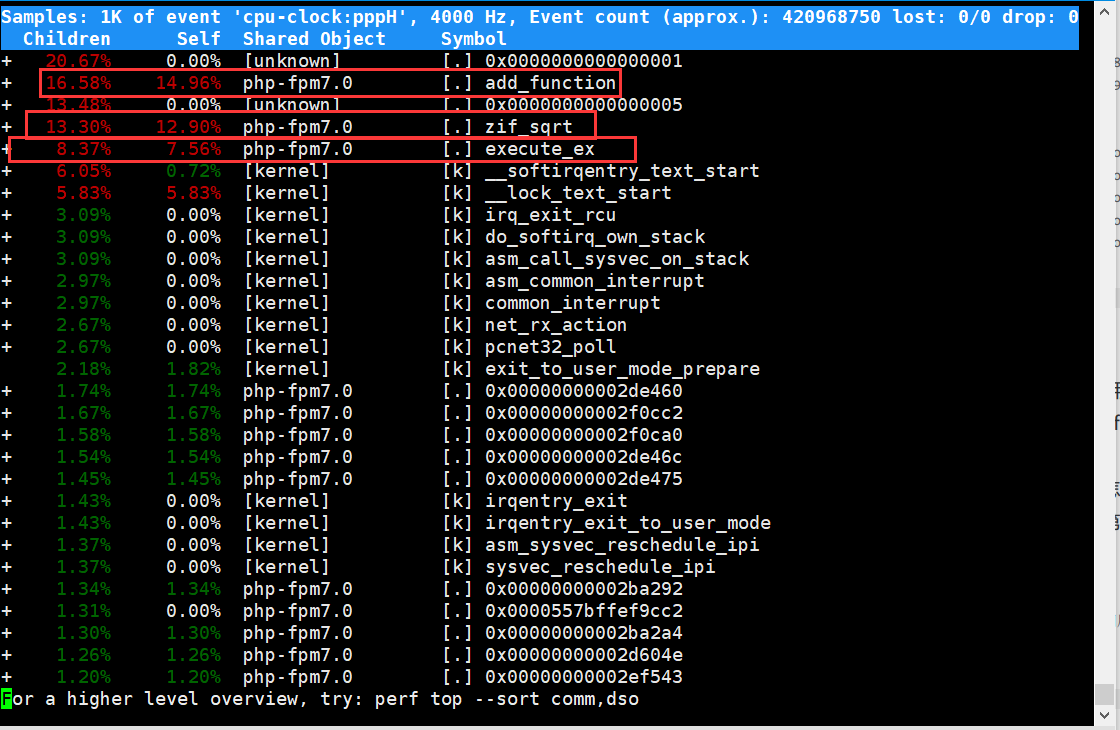 Samples: 1K of event 'cpu-clock:pppH', 4000 Hz, Event count (approx.): 420968750 lost: 0/0 drop: 0
Children Self Shared Object Symbol
+ 20.67% 0.00% [unknown] [.] 0x0000000000000001
+ 16.58% 14.96% php-fpm7.0 [.] add_function
+ 13.48% 0.00% [unknown] [.] 0x0000000000000005
+ 13.30% 12.90% php-fpm7.0 [.] zif_sqrt
+ 8.37% 7.56% php-fpm7.0 [.] execute_ex
+ 6.05% 0.72% [kernel] [k] __softirqentry_text_start
+ 5.83% 5.83% [kernel] [k] __lock_text_start
+ 3.09% 0.00% [kernel] [k] irq_exit_rcu
+ 3.09% 0.00% [kernel] [k] do_softirq_own_stack
+ 3.09% 0.00% [kernel] [k] asm_call_sysvec_on_stack
+ 2.97% 0.00% [kernel] [k] asm_common_interrupt
+ 2.97% 0.00% [kernel] [k] common_interrupt
+ 2.67% 0.00% [kernel] [k] net_rx_action
+ 2.67% 0.00% [kernel] [k] pcnet32_poll
2.18% 1.82% [kernel] [k] exit_to_user_mode_prepare
+ 1.74% 1.74% php-fpm7.0 [.] 0x00000000002de460
+ 1.67% 1.67% php-fpm7.0 [.] 0x00000000002f0cc2
+ 1.58% 1.58% php-fpm7.0 [.] 0x00000000002f0ca0
+ 1.54% 1.54% php-fpm7.0 [.] 0x00000000002de46c
+ 1.45% 1.45% php-fpm7.0 [.] 0x00000000002de475
+ 1.43% 0.00% [kernel] [k] irqentry_exit
+ 1.43% 0.00% [kernel] [k] irqentry_exit_to_user_mode
+ 1.37% 0.00% [kernel] [k] asm_sysvec_reschedule_ipi
+ 1.37% 0.00% [kernel] [k] sysvec_reschedule_ipi
+ 1.34% 1.34% php-fpm7.0 [.] 0x00000000002ba292
+ 1.31% 0.00% php-fpm7.0 [.] 0x0000557bffef9cc2
+ 1.30% 1.30% php-fpm7.0 [.] 0x00000000002ba2a4
+ 1.26% 1.26% php-fpm7.0 [.] 0x00000000002d604e
+ 1.20% 1.20% php-fpm7.0 [.] 0x00000000002ef543
For a higher level overview, try: perf top --sort comm,dso